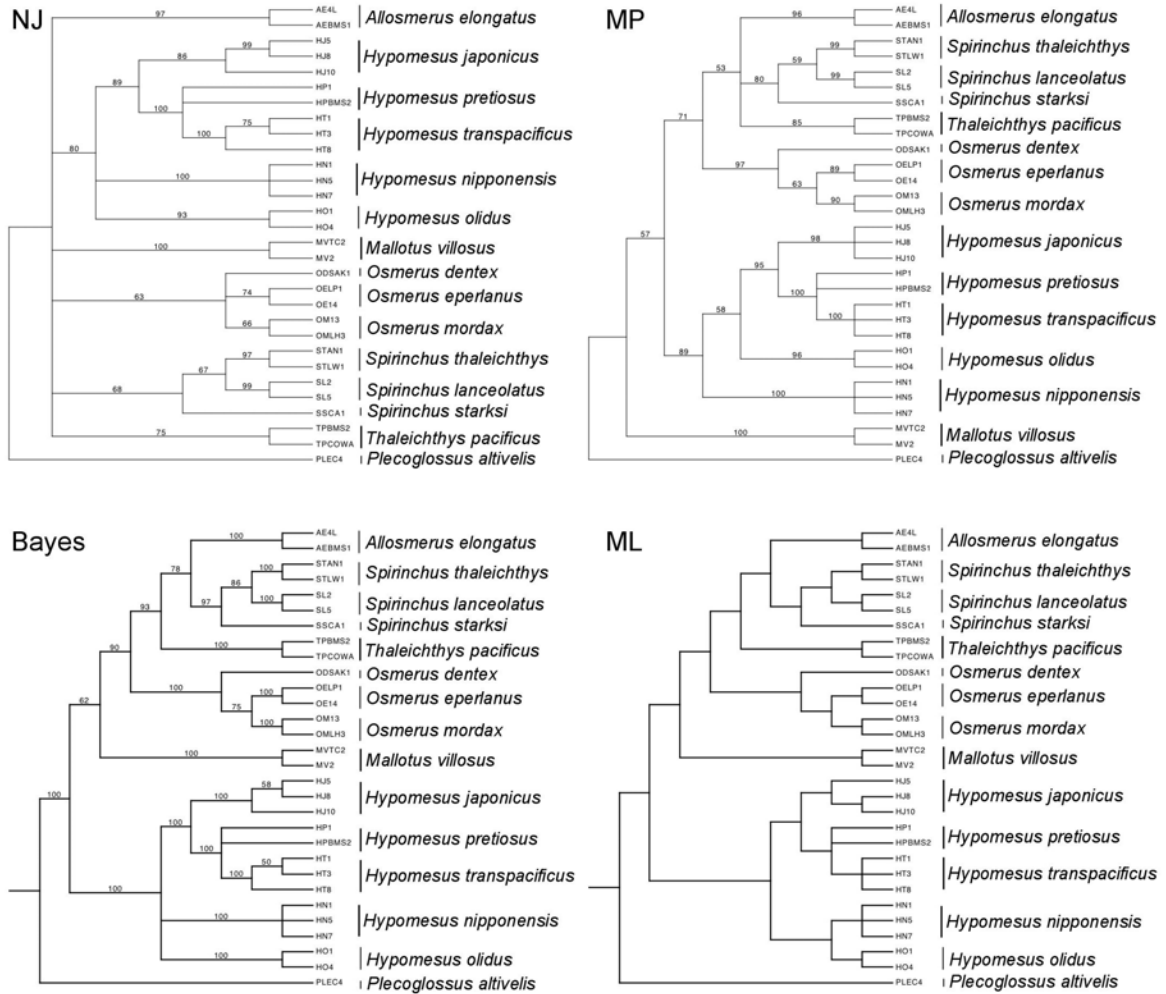 NJ
97
AE4L
AEBMS1
Allosmerus elongatus
89
86
99
HJ5
HJ8
HJ10
Hypomesus japonicus
100
HP1
HPBMS2
Hypomesus pretiosus
100
75
HT1
HT3
HT8
Hypomesus transpacificus
80
100
HN1
HN5
HN7
Hypomesus nipponensis
93
HO1
HO4
Hypomesus olidus
100
MVTC2
MV2
Mallotus villosus
63
ODSAK1
Osmerus dentex
74
OELP1
OE14
Osmerus eperlanus
66
OM13
OMLH3
Osmerus mordax
68
67
97
STAN1
STLW1
Spirinchus thaleichthys
99
SL2
SL5
Spirinchus lanceolatus
SSCA1
Spirinchus starksi
75
TPBMS2
TPCOWA
Thaleichthys pacificus
PLEC4
Plecoglossus altivelis
MP
57
71
53
96
AE4L
AEBMS1
Allosmerus elongatus
80
59
99
STAN1
STLW1
Spirinchus thaleichthys
99
SL2
SL5
Spirinchus lanceolatus
SSCA1
Spirinchus starksi
85
TPBMS2
TPCOWA
Thaleichthys pacificus
97
ODSAK1
Osmerus dentex
63
89
OELP1
OE14
Osmerus eperlanus
90
OM13
OMLH3
Osmerus mordax
89
58
95
98
HJ5
HJ8
HJ10
Hypomesus japonicus
100
HP1
HPBMS2
Hypomesus pretiosus
100
HT1
HT3
HT8
Hypomesus transpacificus
96
HO1
HO4
Hypomesus olidus
100
HN1
HN5
HN7
Hypomesus nipponensis
100
MVTC2
MV2
Mallotus villosus
PLEC4
Plecoglossus altivelis
Bayes
100
62
90
93
78
100
AE4L
AEBMS1
Allosmerus elongatus
97
86
100
STAN1
STLW1
Spirinchus thaleichthys
100
SL2
SL5
Spirinchus lanceolatus
SSCA1
Spirinchus starksi
100
TPBMS2
TPCOWA
Thaleichthys pacificus
100
ODSAK1
Osmerus dentex
75
100
OELP1
OE14
Osmerus eperlanus
100
OM13
OMLH3
Osmerus mordax
100
MVTC2
MV2
Mallotus villosus
100
100
100
58
HJ5
HJ8
HJ10
Hypomesus japonicus
100
HP1
HPBMS2
Hypomesus pretiosus
100
50
HT1
HT3
HT8
Hypomesus transpacificus
100
HN1
HN5
HN7
Hypomesus nipponensis
100
HO1
HO4
Hypomesus olidus
PLEC4
Plecoglossus altivelis
ML
AE4L
AEBMS1
Allosmerus elongatus
STAN1
STLW1
Spirinchus thaleichthys
SL2
SL5
Spirinchus lanceolatus
SSCA1
Spirinchus starksi
TPBMS2
TPCOWA
Thaleichthys pacificus
ODSAK1
Osmerus dentex
OELP1
OE14
Osmerus eperlanus
OM13
OMLH3
Osmerus mordax
MVTC2
MV2
Mallotus villosus
HJ5
HJ8
HJ10
Hypomesus japonicus
HP1
HPBMS2
Hypomesus pretiosus
HT1
HT3
HT8
Hypomesus transpacificus
HN1
HN5
HN7
Hypomesus nipponensis
HO1
HO4
Hypomesus olidus
PLEC4
Plecoglossus altivelis